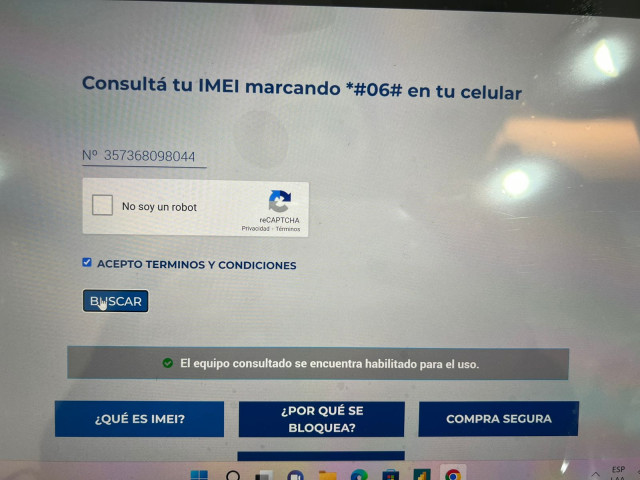 Consultá tu IMEI marcando *#06# en tu celular
Nº 357368098044
No soy un robot
reCAPTCHA
Privacidad - Términos
ACEPTO TERMINOS Y CONDICIONES
BUSCAR
El equipo consultado se encuentra habilitado para el uso.
¿QUÉ ES IMEI?
¿POR QUÉ SE
BLOQUEA?
COMPRA SEGURA
ESP